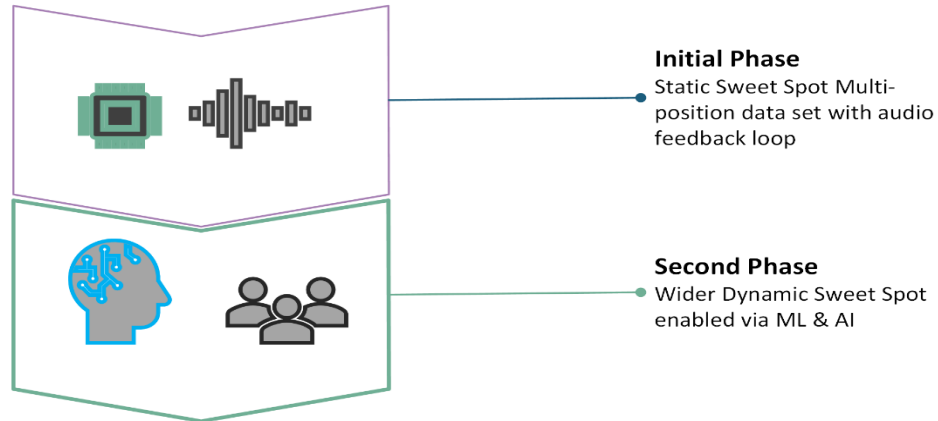 Initial Phase
Static Sweet Spot Multi-
position data set with audio
feedback loop
Second Phase
Wider Dynamic Sweet Spot
enabled via ML & AI